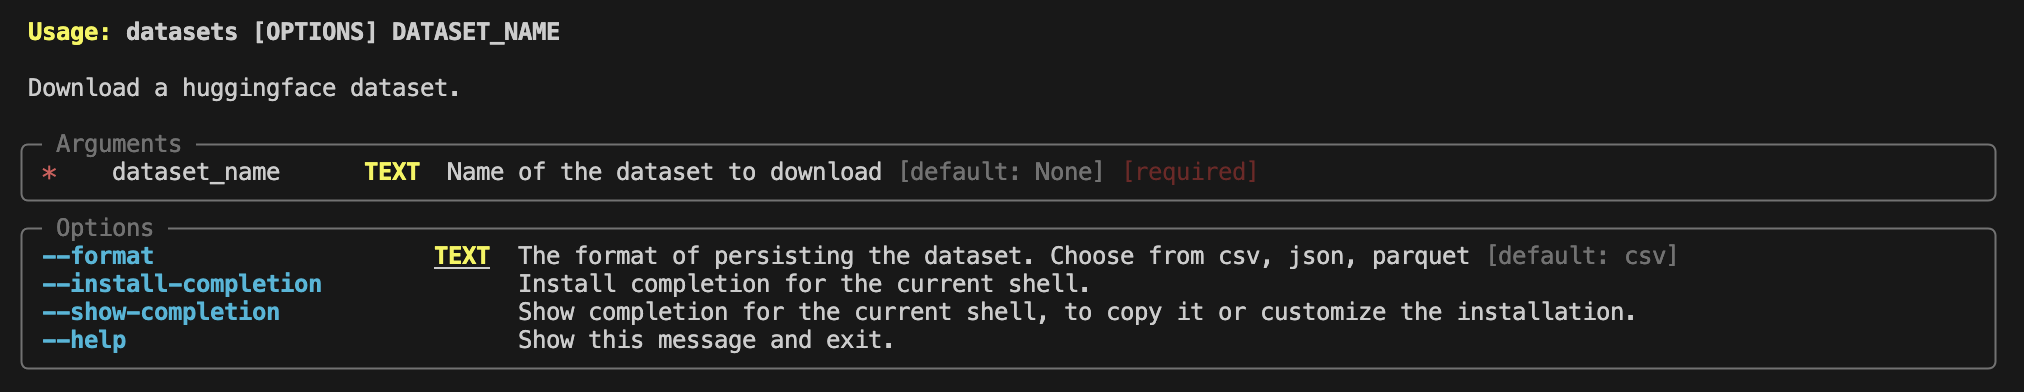 Usage: datasets [OPTIONS] DATASET_NAME
Download a huggingface dataset.
Arguments
* dataset_name TEXT Name of the dataset to download [default: None] [required]
Options
--format TEXT The format of persisting the dataset. Choose from csv, json, parquet [default: csv]
--install-completion Install completion for the current shell.
--show-completion Show completion for the current shell, to copy it or customize the installation.
--help Show this message and exit.